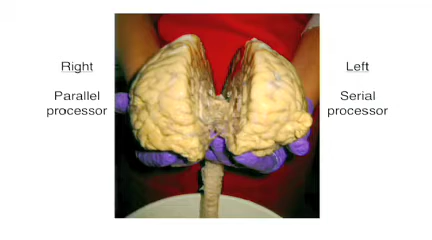 Right
Parallel
processor
Left
Serial
processor